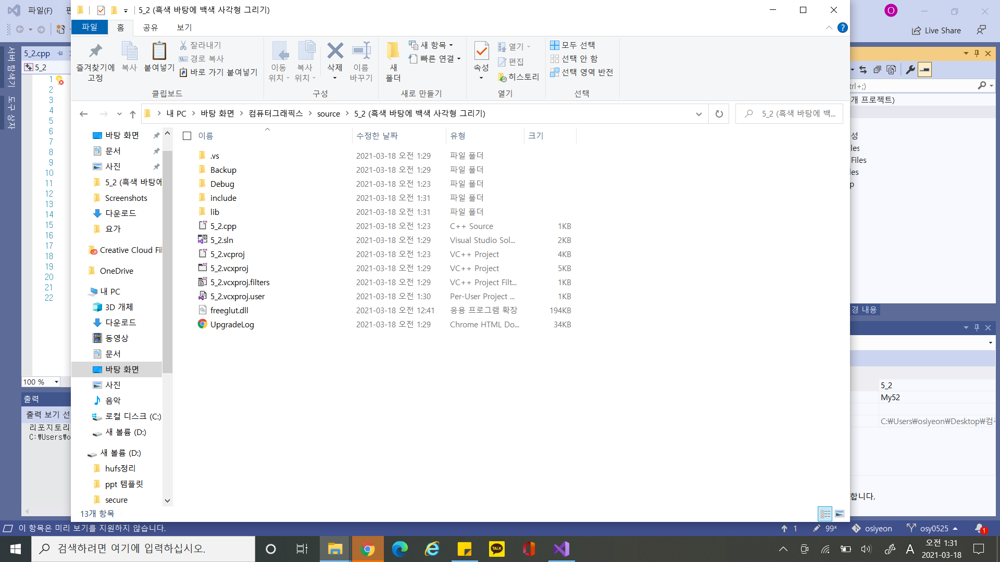 파일(F)
5_2 (흑색 바탕에 백색 사각형 그리기)
파일
홈
공유
보기
Live Share
즐겨찾기에 고정
복사
붙여넣기
잘라내기
경로 복사
바로 가기 붙여넣기
이동 위치
복사 위치
삭제
이름 바꾸기
새 폴더
새 항목
빠른 연결
속성
열기
편집
히스토리
모두 선택
선택 안 함
선택 영역 반전
클립보드
구성
새로 만들기
열기
선택
내 PC > 바탕 화면 > 컴퓨터그래픽스 > source > 5_2 (흑색 바탕에 백색 사각형 그리기)
5_2 (흑색 바탕에 백...
서버 탐색기
도구 상자
5_2.cpp
5_2
1
2
3
4
5
6
7
8
9
10
11
12
13
14
15
16
17
18
19
20
21
22
100 %
출력
출력 보기 선
리포지토리
C:\Users\o
바탕 화면
문서
사진
5_2 (흑색 바탕에
Screenshots
다운로드
요가
Creative Cloud Fil
OneDrive
내 PC
3D 개체
다운로드
동영상
문서
바탕 화면
사진
음악
로컬 디스크 (C:)
새 볼륨 (D:)
새 볼륨 (D:)
hufs정리
ppt 템플릿
secure
이름 수정한 날짜 유형 크기
.vs 2021-03-18 오전 1:29 파일 폴더
Backup 2021-03-18 오전 1:29 파일 폴더
Debug 2021-03-18 오전 1:23 파일 폴더
include 2021-03-18 오전 1:31 파일 폴더
lib 2021-03-18 오전 1:31 파일 폴더
5_2.cpp 2021-03-18 오전 1:23 C++ Source 1KB
5_2.sln 2021-03-18 오전 1:29 Visual Studio Sol... 2KB
5_2.vcproj 2021-03-18 오전 1:23 VC++ Project 4KB
5_2.vcxproj 2021-03-18 오전 1:29 VC++ Project 5KB
5_2.vcxproj.filters 2021-03-18 오전 1:29 VC++ Project Filt... 1KB
5_2.vcxproj.user 2021-03-18 오전 1:30 Per-User Project ... 1KB
freeglut.dll 2021-03-18 오전 12:41 응용 프로그램 확장 194KB
UpgradeLog 2021-03-18 오전 1:29 Chrome HTML Do... 34KB
13개 항목
trl+;)
개 프로젝트)
성
les
Files
les
p
경 내용
5_2
My52
C:\Users\osiyeon\Desktop\컴
합니다.
이 항목은 미리 보기를 지원하지 않습니다.
1
99*
osiyeon
osy0525
1
검색하려면 여기에 입력하십시오.
TALK
A
오전 1:31
2021-03-18